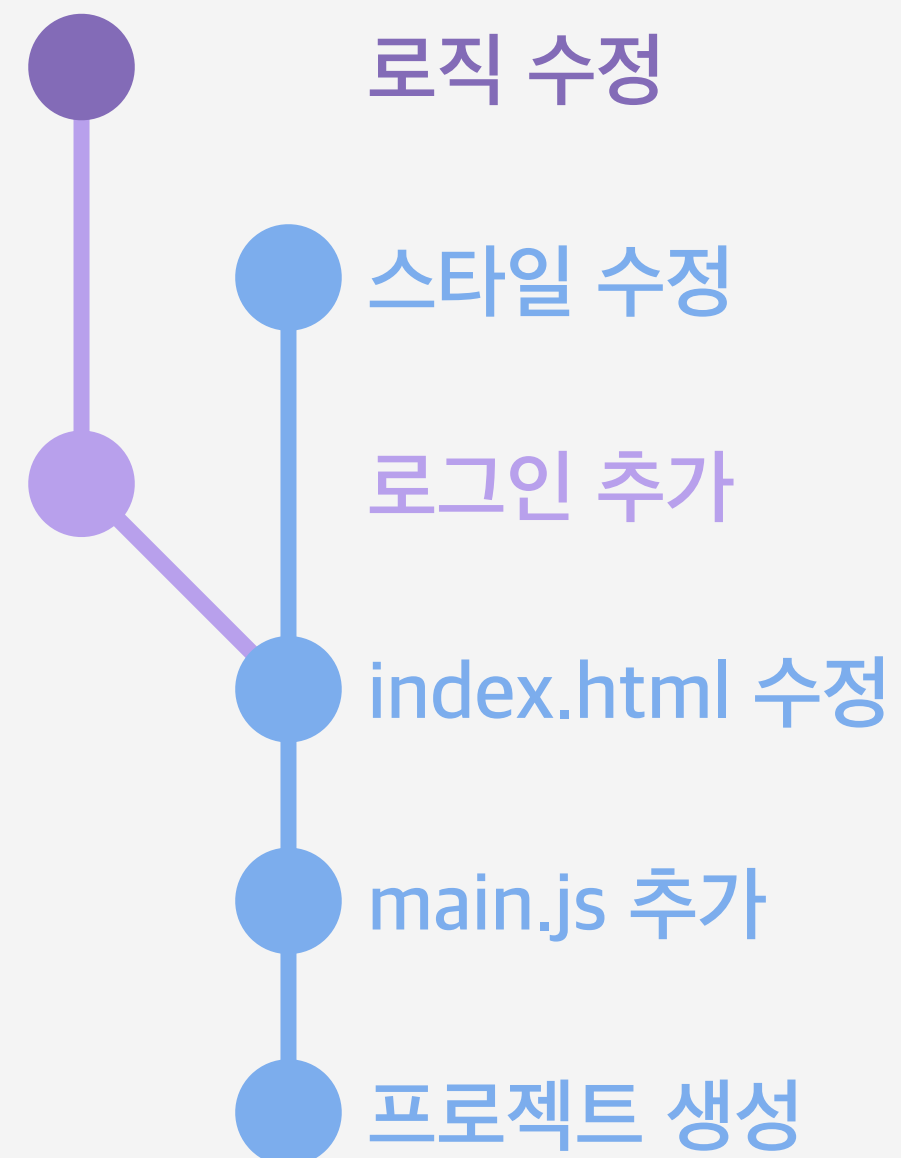 로직 수정
스타일 수정
로그인 추가
index.html 수정
main.js 추가
프로젝트 생성